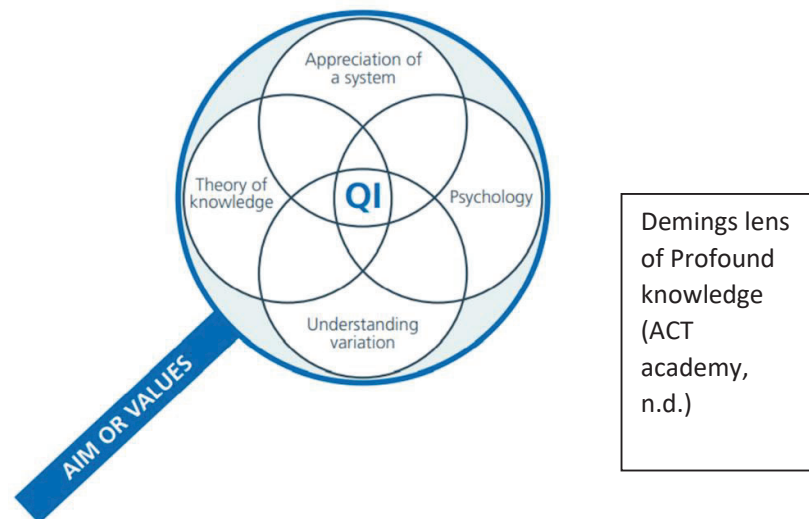 Appreciation of
a system
Theory of
knowledge
QI
Psychology
Understanding
variation
AIM OR VALUES
Demings lens
of Profound
knowledge
(ACT
academy,
n.d.)